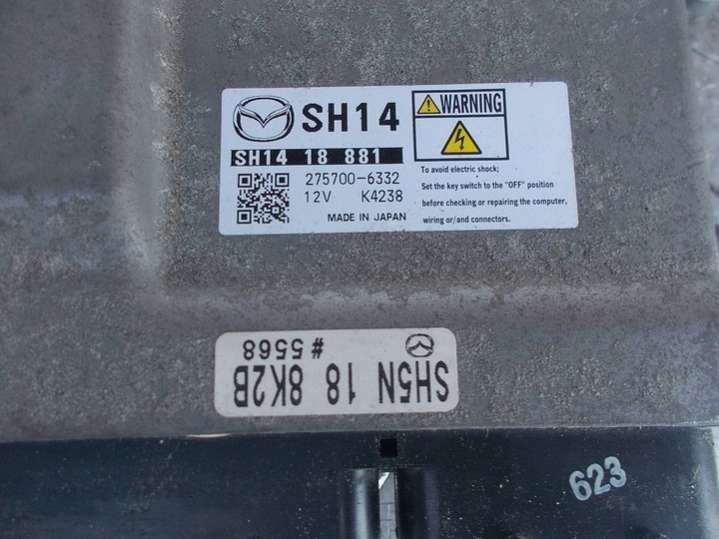 SH14
SH14 18 881
275700-6332
12V K4238
MADE IN JAPAN
WARNING
To avoid electric shock;
Set the key switch to the "OFF" position
before checking or repairing the computer,
wiring or/and connectors.
SH5N 18 8K2B
#5568
623